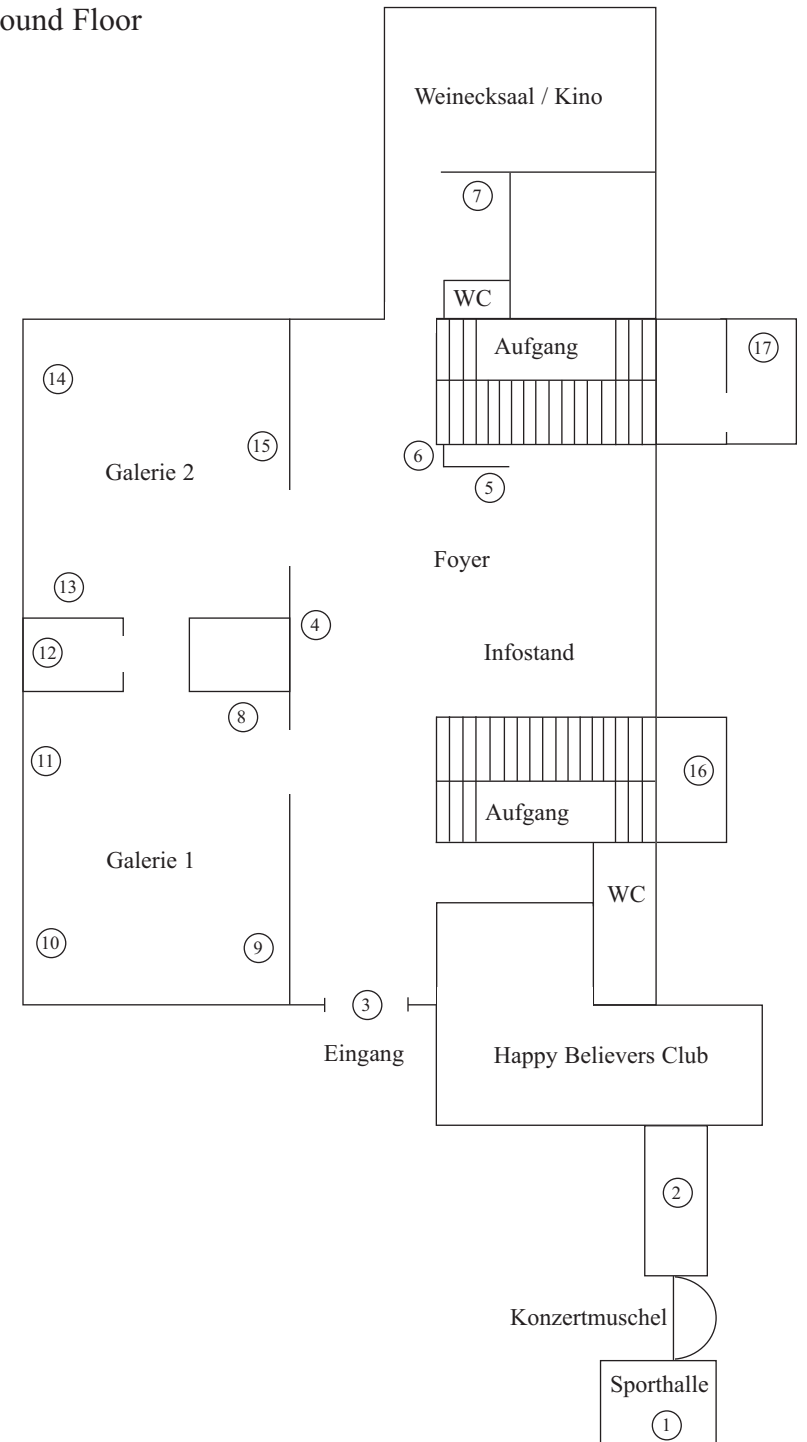 ound Floor
Weinecksaal / Kino
7
WC
Aufgang
17
14
15
6
Galerie 2
5
Foyer
13
4
12
Infostand
8
11
16
Aufgang
Galerie 1
WC
10
9
3
Eingang
Happy Believers Club
2
Konzertmuschel
Sporthalle
1